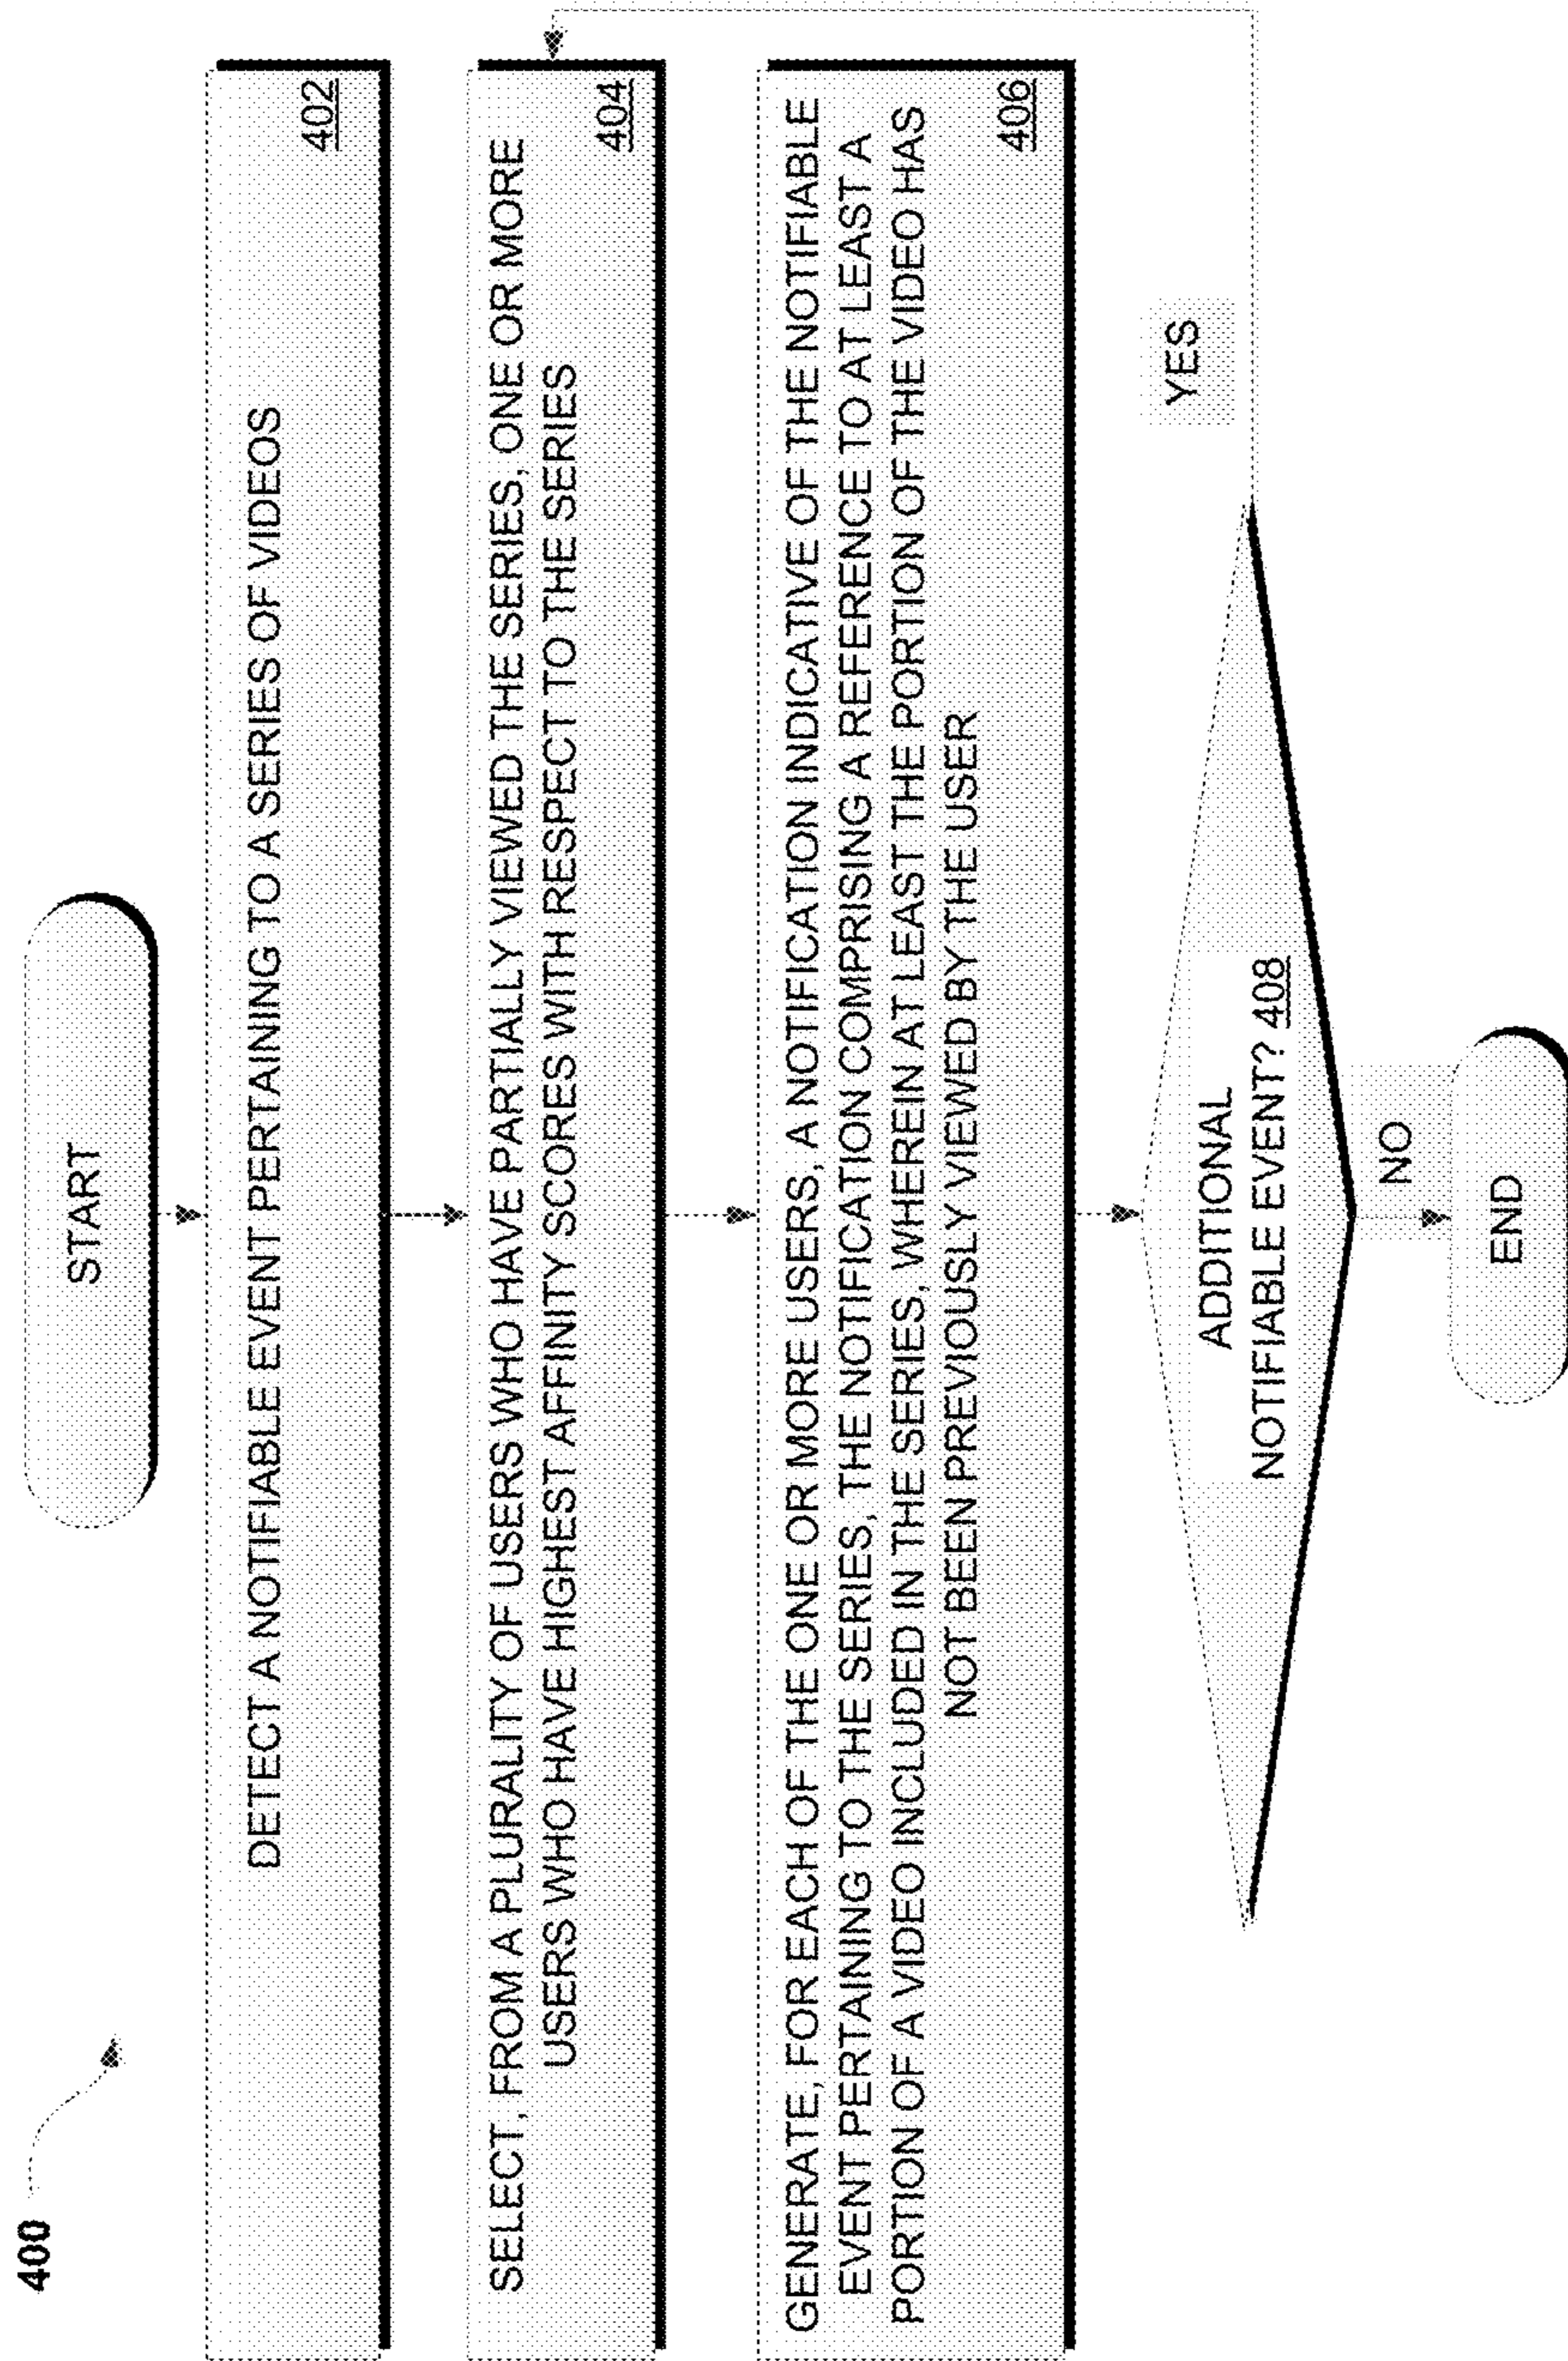 400
START
DETECT A NOTIFIABLE EVENT PERTAINING TO A SERIES OF VIDEOS
402
SELECT, FROM A PLURALITY OF USERS WHO HAVE PARTIALLY VIEWED THE SERIES, ONE OR MORE
USERS WHO HAVE HIGHEST AFFINITY SCORES WITH RESPECT TO THE SERIES
404
GENERATE, FOR EACH OF THE ONE OR MORE USERS, A NOTIFICATION INDICATIVE OF THE NOTIFIABLE
EVENT PERTAINING TO THE SERIES, THE NOTIFICATION COMPRISING A REFERENCE TO AT LEAST A
PORTION OF A VIDEO INCLUDED IN THE SERIES, WHEREIN AT LEAST THE PORTION OF THE VIDEO HAS
NOT BEEN PREVIOUSLY VIEWED BY THE USER
406
ADDITIONAL
NOTIFIABLE EVENT? 408
YES
NO
END